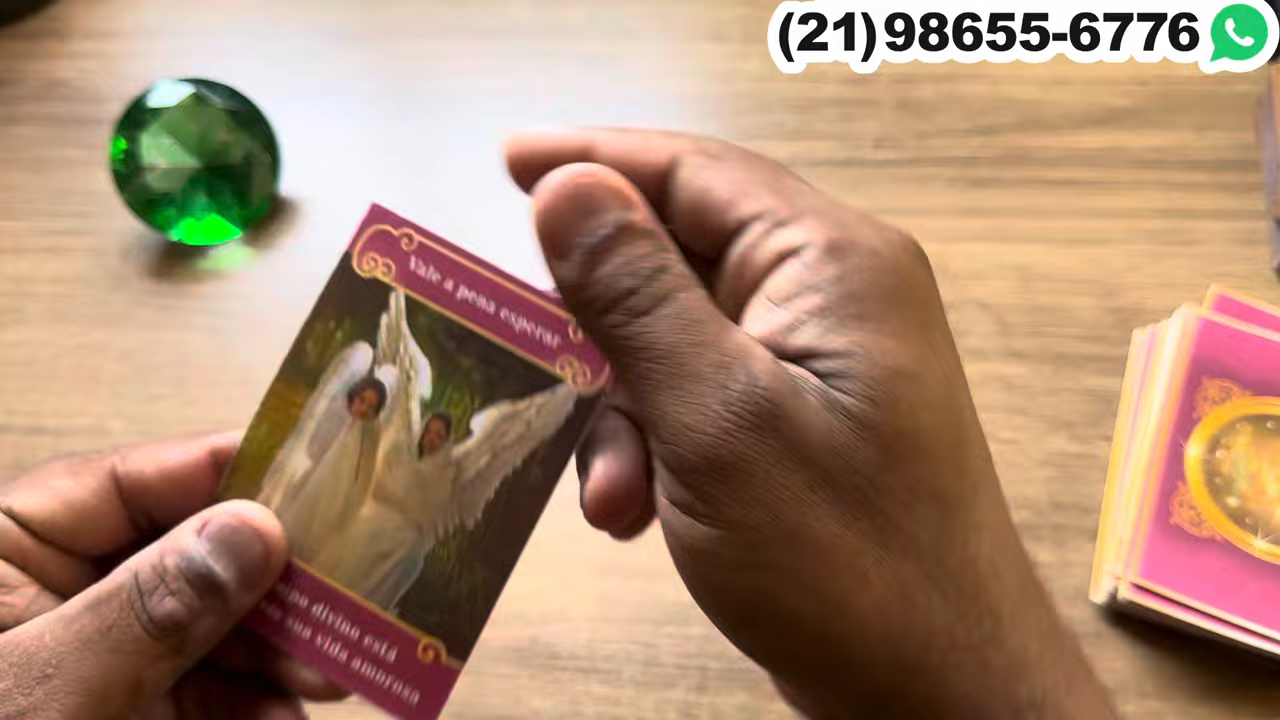 (21)98655-6776
Vale a pena esperar
divino está
sua vida amorosa